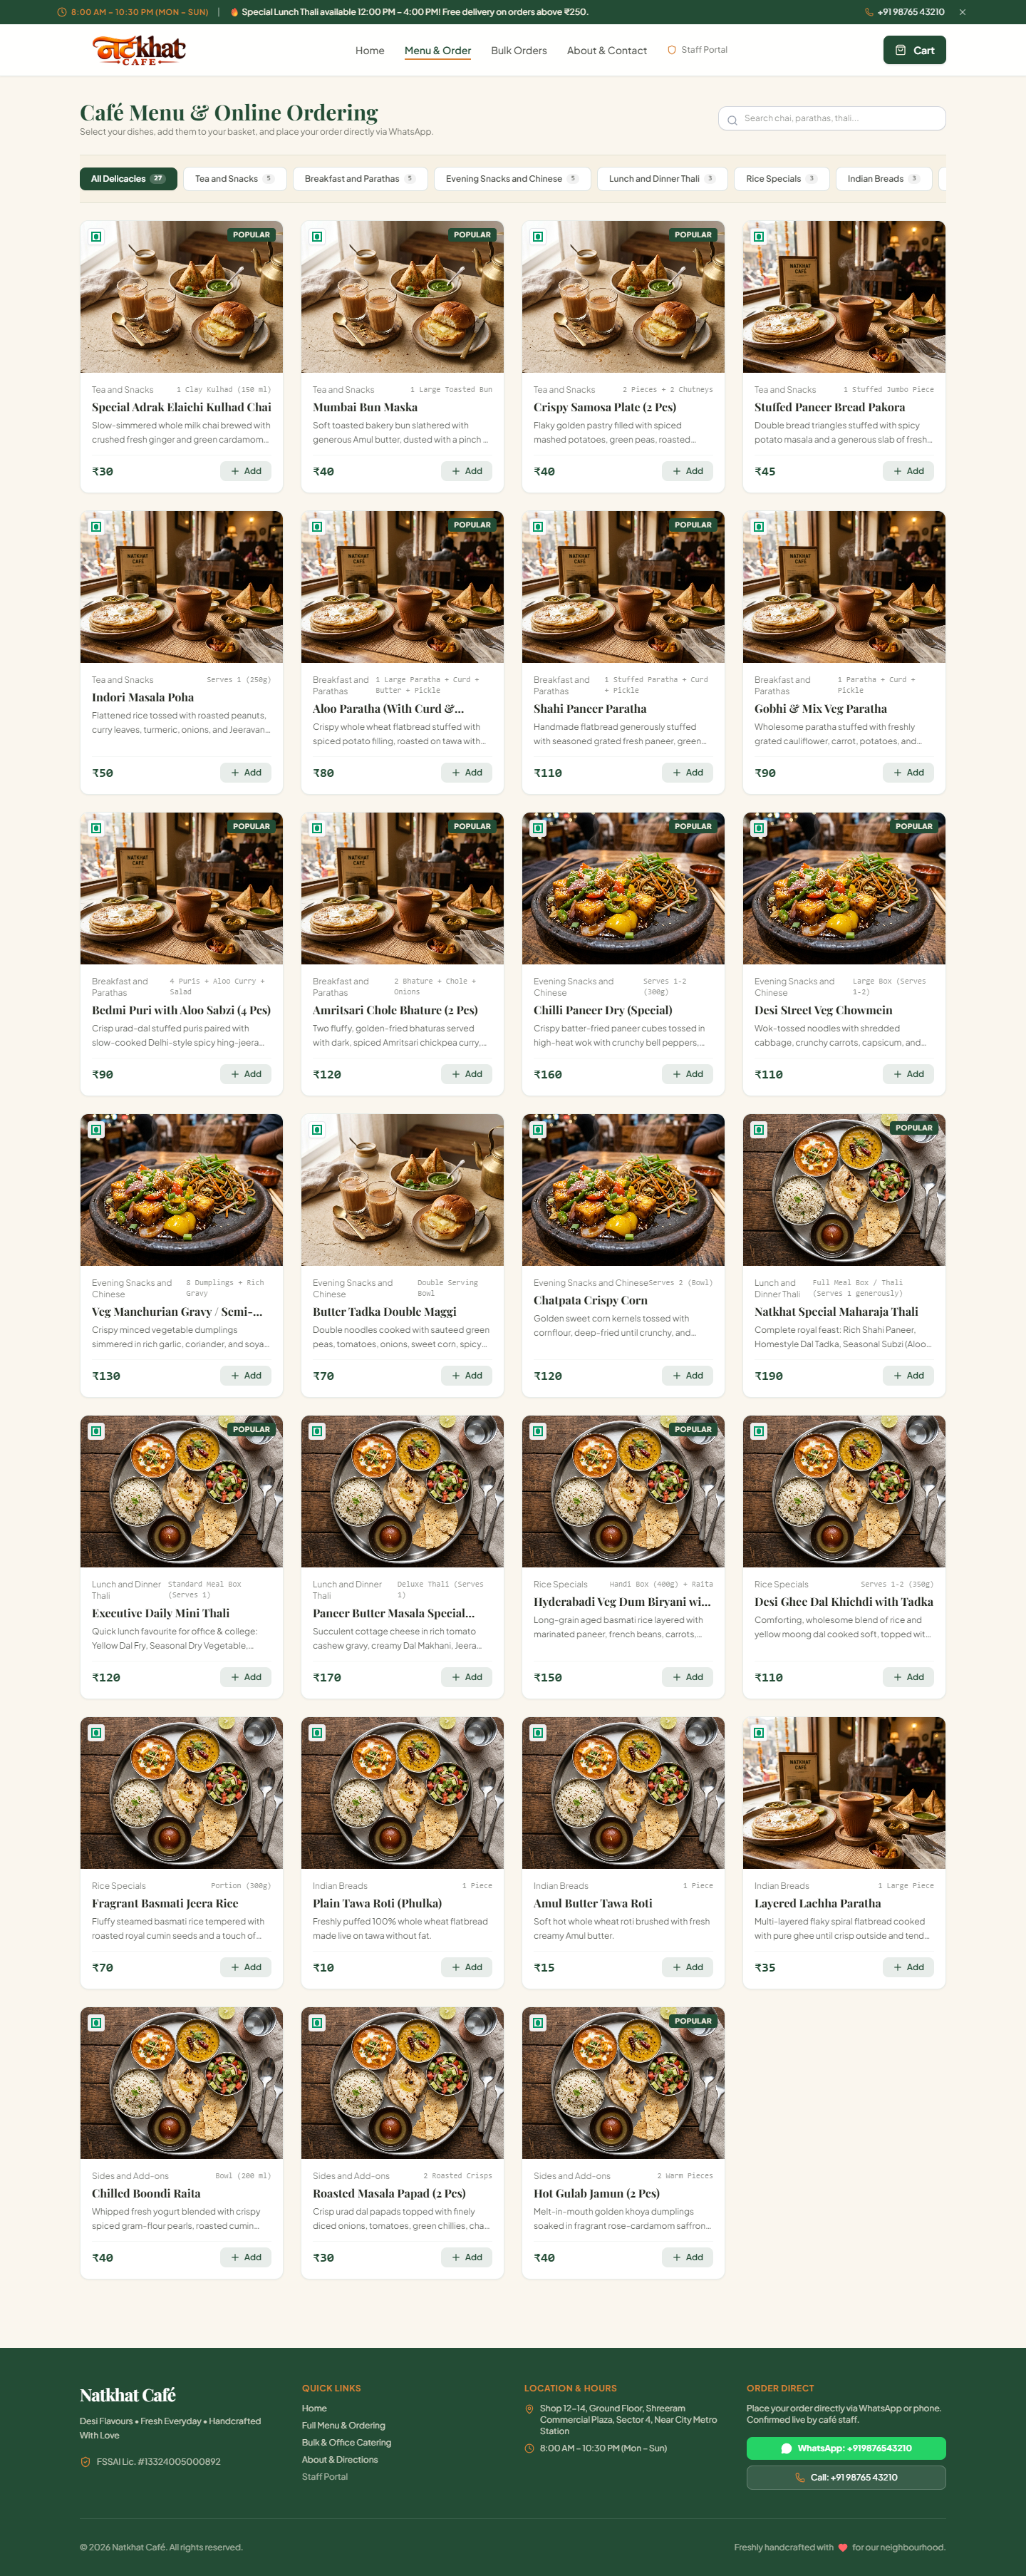 8:00 AM – 10:30 PM (MON – SUN) | 🔥 Special Lunch Thali available 12:00 PM – 4:00 PM! Free delivery on orders above ₹250. +91 98765 43210
नटkhat
CAFE
Home Menu & Order Bulk Orders About & Contact Staff Portal Cart
Café Menu & Online Ordering
Select your dishes, add them to your basket, and place your order directly via WhatsApp.
Search chai, parathas, thali...
All Delicacies 27 Tea and Snacks 5 Breakfast and Parathas 5 Evening Snacks and Chinese 5 Lunch and Dinner Thali 3 Rice Specials 3 Indian Breads 3
POPULAR
Tea and Snacks 1 Clay Kulhad (150 ml)
Special Adrak Elaichi Kulhad Chai
Slow-simmered whole milk chai brewed with
crushed fresh ginger and green cardamom...
₹30 + Add
POPULAR
Tea and Snacks 1 Large Toasted Bun
Mumbai Bun Maska
Soft toasted bakery bun slathered with
generous Amul butter, dusted with a pinch ...
₹40 + Add
POPULAR
Tea and Snacks 2 Pieces + 2 Chutneys
Crispy Samosa Plate (2 Pcs)
Flaky golden pastry filled with spiced
mashed potatoes, green peas, roasted...
₹40 + Add
NATKHAT
CAFÉ
Tea and Snacks 1 Stuffed Jumbo Piece
Stuffed Paneer Bread Pakora
Double bread triangles stuffed with spicy
potato masala and a generous slab of fresh...
₹45 + Add
NATKHAT
CAFÉ
Tea and Snacks Serves 1 (250g)
Indori Masala Poha
Flattened rice tossed with roasted peanuts,
curry leaves, turmeric, onions, and Jeeravan...
₹50 + Add
POPULAR
NATKHAT
CAFÉ
Breakfast and Parathas 1 Large Paratha + Curd + Butter + Pickle
Aloo Paratha (With Curd &...
Crispy whole wheat flatbread stuffed with
spiced potato filling, roasted on tawa with...
₹80 + Add
POPULAR
NATKHAT
CAFÉ
Breakfast and Parathas 1 Stuffed Paratha + Curd + Pickle
Shahi Paneer Paratha
Handmade flatbread generously stuffed
with seasoned grated fresh paneer, green...
₹110 + Add
NATKHAT
CAFÉ
Breakfast and Parathas 1 Paratha + Curd + Pickle
Gobhi & Mix Veg Paratha
Wholesome paratha stuffed with freshly
grated cauliflower, carrot, potatoes, and...
₹90 + Add
POPULAR
NATKHAT
CAFÉ
Breakfast and Parathas 4 Puris + Aloo Curry + Salad
Bedmi Puri with Aloo Sabzi (4 Pcs)
Crisp urad-dal stuffed puris paired with
slow-cooked Delhi-style spicy hing-jeera...
₹90 + Add
POPULAR
NATKHAT
CAFÉ
Breakfast and Parathas 2 Bhature + Chole + Onions
Amritsari Chole Bhature (2 Pcs)
Two fluffy, golden-fried bhaturas served
with dark, spiced Amritsari chickpea curry,...
₹120 + Add
POPULAR
Evening Snacks and Chinese Serves 1-2 (300g)
Chilli Paneer Dry (Special)
Crispy batter-fried paneer cubes tossed in
high-heat wok with crunchy bell peppers,...
₹160 + Add
POPULAR
Evening Snacks and Chinese Large Box (Serves 1-2)
Desi Street Veg Chowmein
Wok-tossed noodles with shredded
cabbage, crunchy carrots, capsicum, and...
₹110 + Add
Evening Snacks and Chinese 8 Dumplings + Rich Gravy
Veg Manchurian Gravy / Semi-...
Crispy minced vegetable dumplings
simmered in rich garlic, coriander, and soya...
₹130 + Add
Evening Snacks and Chinese Double Serving Bowl
Butter Tadka Double Maggi
Double noodles cooked with sauteed green
peas, tomatoes, onions, sweet corn, spicy...
₹70 + Add
Evening Snacks and Chinese Serves 2 (Bowl)
Chatpata Crispy Corn
Golden sweet corn kernels tossed with
cornflour, deep-fried until crunchy, and...
₹120 + Add
POPULAR
Lunch and Dinner Thali Full Meal Box / Thali (Serves 1 generously)
Natkhat Special Maharaja Thali
Complete royal feast: Rich Shahi Paneer,
Homestyle Dal Tadka, Seasonal Subzi (Aloo...
₹190 + Add
POPULAR
Lunch and Dinner Thali Standard Meal Box (Serves 1)
Executive Daily Mini Thali
Quick lunch favourite for office & college:
Yellow Dal Fry, Seasonal Dry Vegetable,...
₹120 + Add
Lunch and Dinner Thali Deluxe Thali (Serves 1)
Paneer Butter Masala Special...
Succulent cottage cheese in rich tomato
cashew gravy, creamy Dal Makhani, Jeera...
₹170 + Add
POPULAR
Rice Specials Handi Box (400g) + Raita
Hyderabadi Veg Dum Biryani wi...
Long-grain aged basmati rice layered with
marinated paneer, french beans, carrots,...
₹150 + Add
Rice Specials Serves 1-2 (350g)
Desi Ghee Dal Khichdi with Tadka
Comforting, wholesome blend of rice and
yellow moong dal cooked soft, topped wit...
₹110 + Add
Rice Specials Portion (300g)
Fragrant Basmati Jeera Rice
Fluffy steamed basmati rice tempered with
roasted royal cumin seeds and a touch of...
₹70 + Add
Indian Breads 1 Piece
Plain Tawa Roti (Phulka)
Freshly puffed 100% whole wheat flatbread
made live on tawa without fat.
₹10 + Add
Indian Breads 1 Piece
Amul Butter Tawa Roti
Soft hot whole wheat roti brushed with fresh
creamy Amul butter.
₹15 + Add
NATKHAT
CAFÉ
Indian Breads 1 Large Piece
Layered Lachha Paratha
Multi-layered flaky spiral flatbread cooked
with pure ghee until crisp outside and tend...
₹35 + Add
Sides and Add-ons Bowl (200 ml)
Chilled Boondi Raita
Whipped fresh yogurt blended with crispy
spiced gram-flour pearls, roasted cumin...
₹40 + Add
Sides and Add-ons 2 Roasted Crisps
Roasted Masala Papad (2 Pcs)
Crisp urad dal papads topped with finely
diced onions, tomatoes, green chillies, cha...
₹30 + Add
POPULAR
Sides and Add-ons 2 Warm Pieces
Hot Gulab Jamun (2 Pcs)
Melt-in-mouth golden khoya dumplings
soaked in fragrant rose-cardamom saffron...
₹40 + Add
Natkhat Café
Desi Flavours • Fresh Everyday • Handcrafted
With Love
FSSAI Lic. #13324005000892
QUICK LINKS
Home
Full Menu & Ordering
Bulk & Office Catering
About & Directions
Staff Portal
LOCATION & HOURS
Shop 12-14, Ground Floor, Shreeram
Commercial Plaza, Sector 4, Near City Metro
Station
8:00 AM – 10:30 PM (Mon – Sun)
ORDER DIRECT
Place your order directly via WhatsApp or phone.
Confirmed live by café staff.
WhatsApp: +919876543210
Call: +91 98765 43210
© 2026 Natkhat Café. All rights reserved.
Freshly handcrafted with ❤ for our neighbourhood.